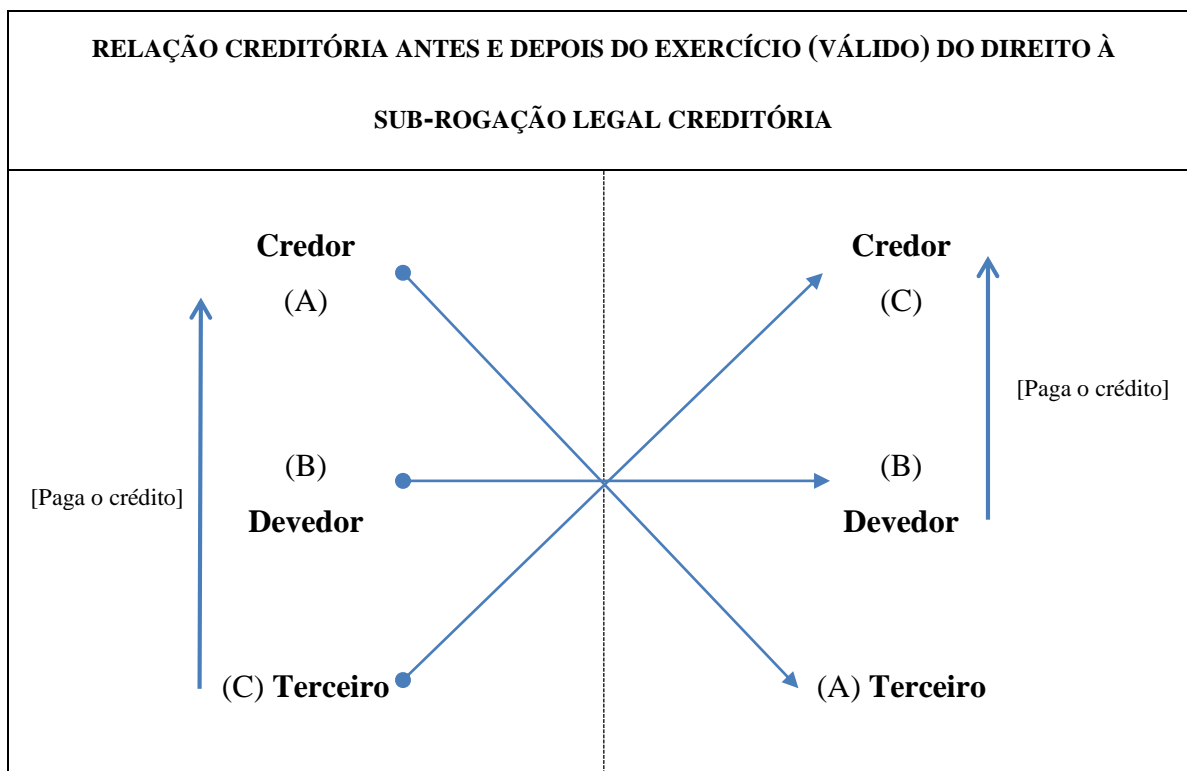 RELAÇÃO CREDITÓRIA ANTES E DEPOIS DO EXERCÍCIO (VÁLIDO) DO DIREITO À
SUB-ROGAÇÃO LEGAL CREDITÓRIA
Credor
(A)
[Paga o crédito]
(B)
Devedor
(C) Terceiro
Credor
(C)
[Paga o crédito]
(B)
Devedor
(A) Terceiro